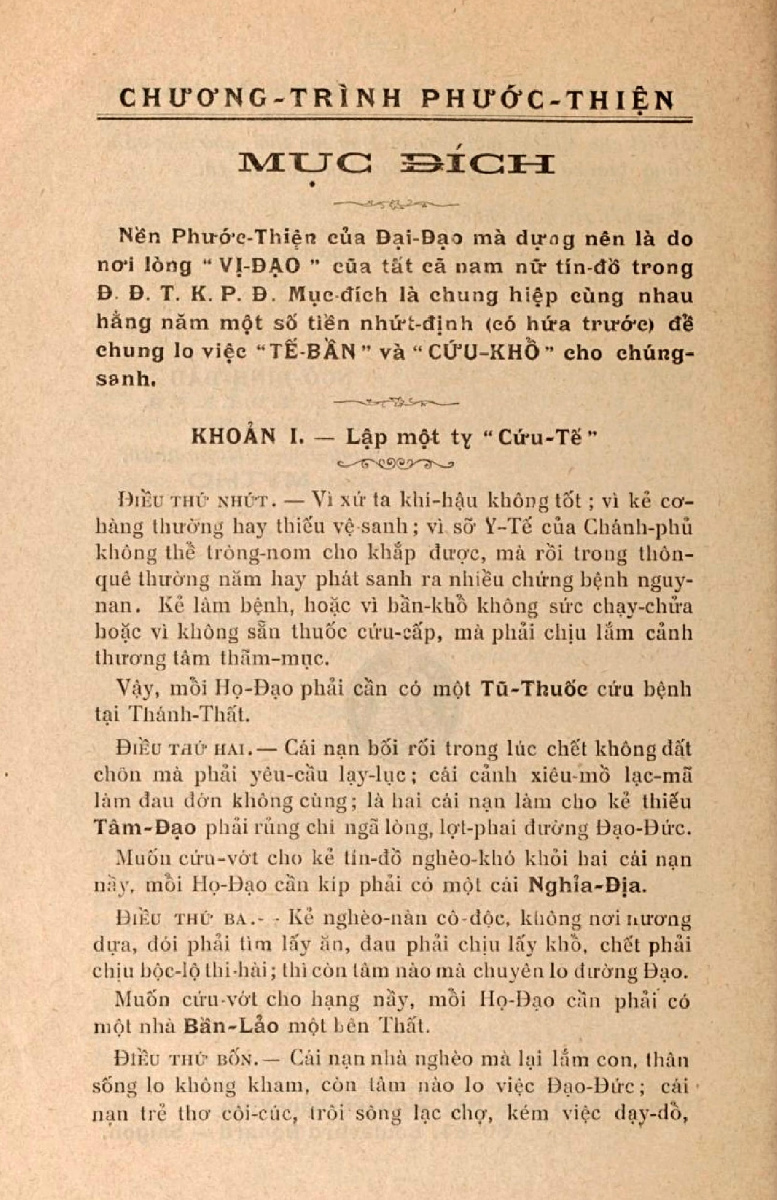 CHƯƠNG-TRÌNH PHƯỚC-THIỆN
MỤC ĐÍCH
Nền Phước-Thiện của Đại-Đạo mà dựng nên là do
nơi lòng “ VỊ-ĐẠO ” cũa tất cã nam nữ tín-đồ trong
Đ. Đ. T. K. P. Đ. Mục-đích là chung hiệp cùng nhau
hằng năm một số tiền nhứt-định (có hứa trước) đễ
chung lo việc “TẾ-BẦN” và “CỨU-KHỔ” cho chúng-
sanh.
KHOẢN I. — Lập một tỵ “Cứu-Tế”
ĐIỀU THỨ NHỨT. — Vì xứ ta khi-hậu không tốt ; vì kẻ cơ-
hàng thường hay thiếu vệ-sanh ; vì sỡ Y-Tế của Chánh-phủ
không thể tròng-nom cho khắp được, mà rồi trong thôn-
quê thường năm hay phát sanh ra nhiều chứng bệnh nguy-
nan. Kẻ lâm bệnh, hoặc vì bần-khổ không sức chạy-chửa
hoặc vì không sẵn thuốc cứu-cấp, mà phải chịu lắm cảnh
thương tâm thãm-mục.
Vậy, mỗi Họ-Đạo phải cần có một Tũ-Thuốc cứu bệnh
tại Thánh-Thất.
ĐIỀU THỨ HAI.— Cái nạn bối rối trong lúc chết không đất
chôn mà phải yêu-cầu lạy-lục ; cái cảnh xiêu-mồ lạc-mã
làm đau đớn không cùng ; là hai cái nạn làm cho kẻ thiếu
Tâm-Đạo phải rủng chí ngã lòng, lợt-phai đường Đạo-Đức.
Muốn cứu-vớt cho kẻ tín-đồ nghèo-khó khỏi hai cái nạn
nầy, mỗi Họ-Đạo cần kíp phải có một cái Nghĩa-Địa.
ĐIỀU THỨ BA.- - Kẻ nghèo-nàn cô-độc, không nơi nương
dựa, đói phải tìm lấy ăn, đau phải chịu lấy khổ, chết phải
chịu bộc-lộ thi-hài ; thì còn tâm nào mà chuyên lo đường Đạo.
Muốn cứu-vớt cho hạng nầy, mỗi Họ-Đạo cần phải có
một nhà Bần-Lảo một bên Thất.
ĐIỀU THỨ BỐN.— Cái nạn nhà nghèo mà lại lắm con, thân
sống lo không kham, còn tâm nào lo việc Đạo-Đức ; cái
nạn trẻ thơ côi-cúc, trôi sông lạc chợ, kém việc dạy-dỗ,